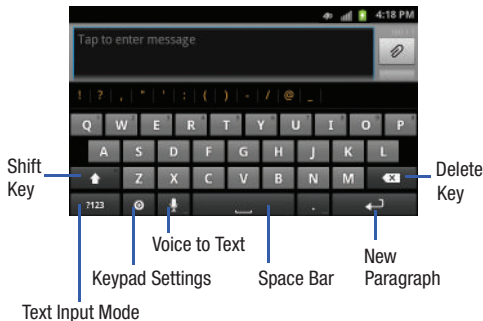 4:18 PM
Tap to enter message
! ? , " ' : ( ) - / @ _
Q W E R T Y U I O P
A S D F G H J K L
Z X C V B N M
?123 .
Shift Key
Delete Key
Voice to Text
Keypad Settings
Space Bar
New Paragraph
Text Input Mode